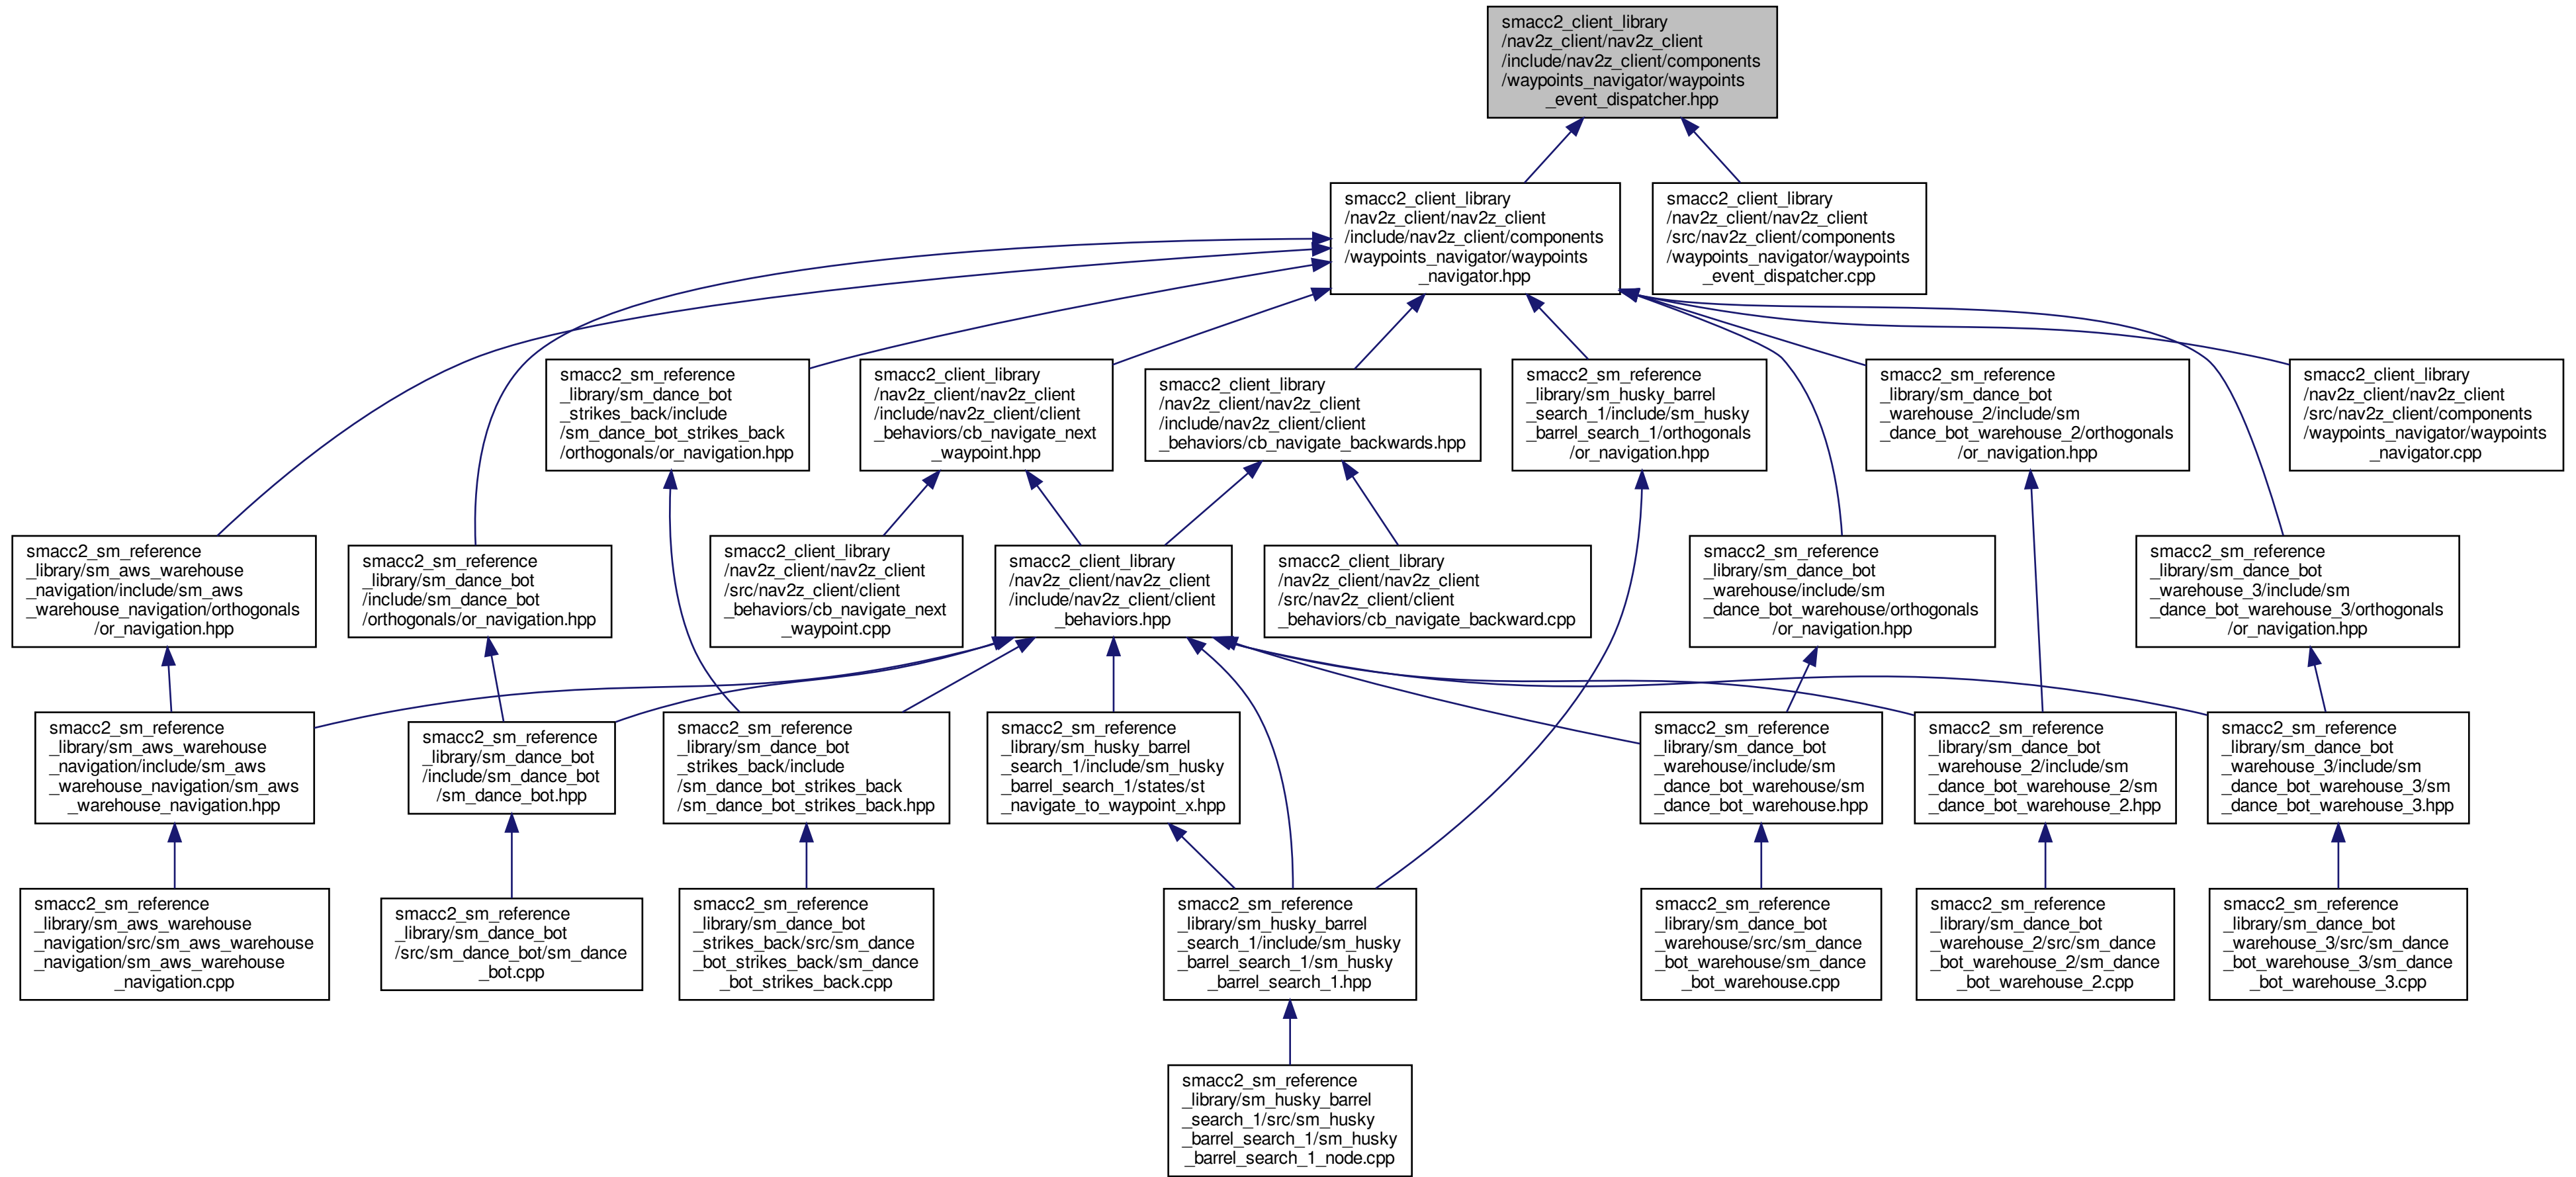 smacc2_client_library
/nav2z_client/nav2z_client
/include/nav2z_client/components
/waypoints_navigator/waypoints
_event_dispatcher.hpp
smacc2_client_library
/nav2z_client/nav2z_client
/include/nav2z_client/components
/waypoints_navigator/waypoints
_navigator.hpp
smacc2_client_library
/nav2z_client/nav2z_client
/src/nav2z_client/components
/waypoints_navigator/waypoints
_event_dispatcher.cpp
smacc2_sm_reference
_library/sm_dance_bot
_strikes_back/include
/sm_dance_bot_strikes_back
/orthogonals/or_navigation.hpp
smacc2_client_library
/nav2z_client/nav2z_client
/include/nav2z_client/client
_behaviors/cb_navigate_next
_waypoint.hpp
smacc2_client_library
/nav2z_client/nav2z_client
/include/nav2z_client/client
_behaviors/cb_navigate_backwards.hpp
smacc2_sm_reference
_library/sm_husky_barrel
_search_1/include/sm_husky
_barrel_search_1/orthogonals
/or_navigation.hpp
smacc2_sm_reference
_library/sm_dance_bot
_warehouse_2/include/sm
_dance_bot_warehouse_2/orthogonals
/or_navigation.hpp
smacc2_client_library
/nav2z_client/nav2z_client
/src/nav2z_client/components
/waypoints_navigator/waypoints
_navigator.cpp
smacc2_sm_reference
_library/sm_aws_warehouse
_navigation/include/sm_aws
_warehouse_navigation/orthogonals
/or_navigation.hpp
smacc2_sm_reference
_library/sm_dance_bot
/include/sm_dance_bot
/orthogonals/or_navigation.hpp
smacc2_client_library
/nav2z_client/nav2z_client
/src/nav2z_client/client
_behaviors/cb_navigate_next
_waypoint.cpp
smacc2_client_library
/nav2z_client/nav2z_client
/include/nav2z_client/client
_behaviors.hpp
smacc2_client_library
/nav2z_client/nav2z_client
/src/nav2z_client/client
_behaviors/cb_navigate_backward.cpp
smacc2_sm_reference
_library/sm_dance_bot
_warehouse/include/sm
_dance_bot_warehouse/orthogonals
/or_navigation.hpp
smacc2_sm_reference
_library/sm_dance_bot
_warehouse_3/include/sm
_dance_bot_warehouse_3/orthogonals
/or_navigation.hpp
smacc2_sm_reference
_library/sm_aws_warehouse
_navigation/include/sm_aws
_warehouse_navigation/sm_aws
_warehouse_navigation.hpp
smacc2_sm_reference
_library/sm_dance_bot
/include/sm_dance_bot
/sm_dance_bot.hpp
smacc2_sm_reference
_library/sm_dance_bot
_strikes_back/include
/sm_dance_bot_strikes_back
/sm_dance_bot_strikes_back.hpp
smacc2_sm_reference
_library/sm_husky_barrel
_search_1/include/sm_husky
_barrel_search_1/states/st
_navigate_to_waypoint_x.hpp
smacc2_sm_reference
_library/sm_dance_bot
_warehouse/include/sm
_dance_bot_warehouse/sm
_dance_bot_warehouse.hpp
smacc2_sm_reference
_library/sm_dance_bot
_warehouse_2/include/sm
_dance_bot_warehouse_2/sm
_dance_bot_warehouse_2.hpp
smacc2_sm_reference
_library/sm_dance_bot
_warehouse_3/include/sm
_dance_bot_warehouse_3/sm
_dance_bot_warehouse_3.hpp
smacc2_sm_reference
_library/sm_aws_warehouse
_navigation/src/sm_aws_warehouse
_navigation/sm_aws_warehouse
_navigation.cpp
smacc2_sm_reference
_library/sm_dance_bot
/src/sm_dance_bot/sm_dance
_bot.cpp
smacc2_sm_reference
_library/sm_dance_bot
_strikes_back/src/sm_dance
_bot_strikes_back/sm_dance
_bot_strikes_back.cpp
smacc2_sm_reference
_library/sm_husky_barrel
_search_1/include/sm_husky
_barrel_search_1/sm_husky
_barrel_search_1.hpp
smacc2_sm_reference
_library/sm_dance_bot
_warehouse/src/sm_dance
_bot_warehouse/sm_dance
_bot_warehouse.cpp
smacc2_sm_reference
_library/sm_dance_bot
_warehouse_2/src/sm_dance
_bot_warehouse_2/sm_dance
_bot_warehouse_2.cpp
smacc2_sm_reference
_library/sm_dance_bot
_warehouse_3/src/sm_dance
_bot_warehouse_3/sm_dance
_bot_warehouse_3.cpp
smacc2_sm_reference
_library/sm_husky_barrel
_search_1/src/sm_husky
_barrel_search_1/sm_husky
_barrel_search_1_node.cpp